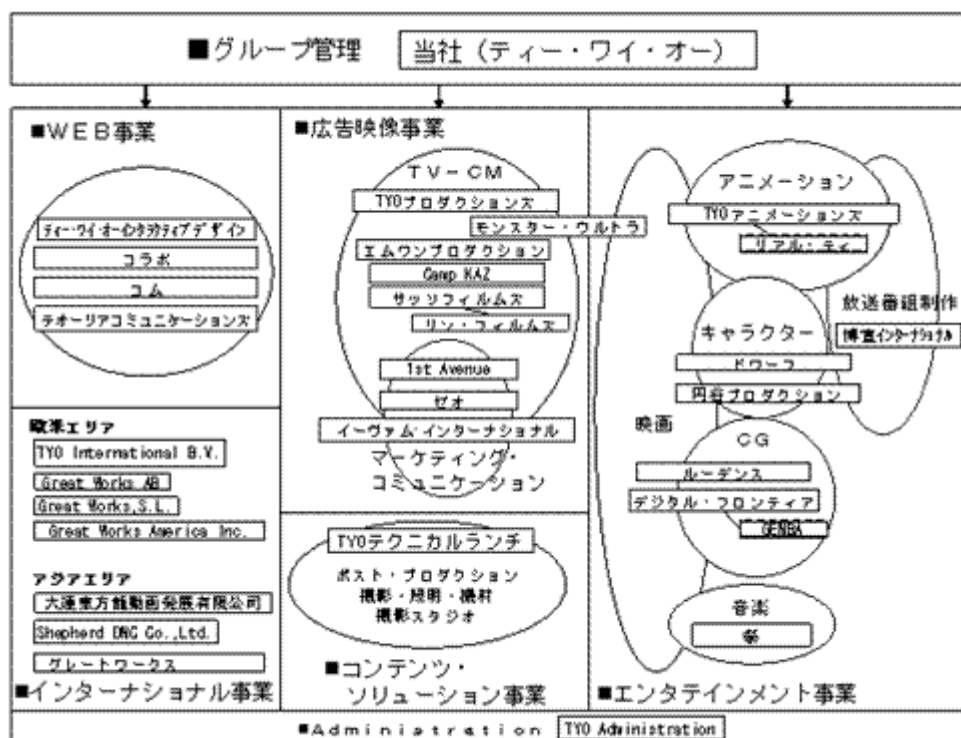 ■グループ管理 当社(ティー・ワイ・オー)
■WEB事業
ティー・ワイ・オーインタラクティブデザイン
コラボ
コム
テオーリアコミュニケーションズ
欧米エリア
TYO International B.V.
Great Works AB
Great Works,S.L.
Great Works America Inc.
アジアエリア
大連東方龍動画発展有限公司
Shepherd DNC Co.,Ltd.
グレートワークス
■インターナショナル事業
■広告映像事業
TV-CM
TYOプロダクションズ
モンスター・ウルトラ
エムワンプロダクション
Camp KAZ
サッソフィルムズ
リン・フィルムズ
1st Avenue
ゼオ
イーヴァム・インターナショナル
マーケティング・
コミュニケーション
TYOテクニカルランチ
ポスト・プロダクション
撮影・照明・機材
撮影スタジオ
■コンテンツ・
ソリューション事業
アニメーション
TYOアニメーションズ
リアル・ティ
放送番組制作
博宣インターナショナル
キャラクター
ドワーフ
円谷プロダクション
映画
CG
ルーデンス
デジタル・フロンティア
GENBA
音楽
■エンタテインメント事業
■Administration TYO Administration